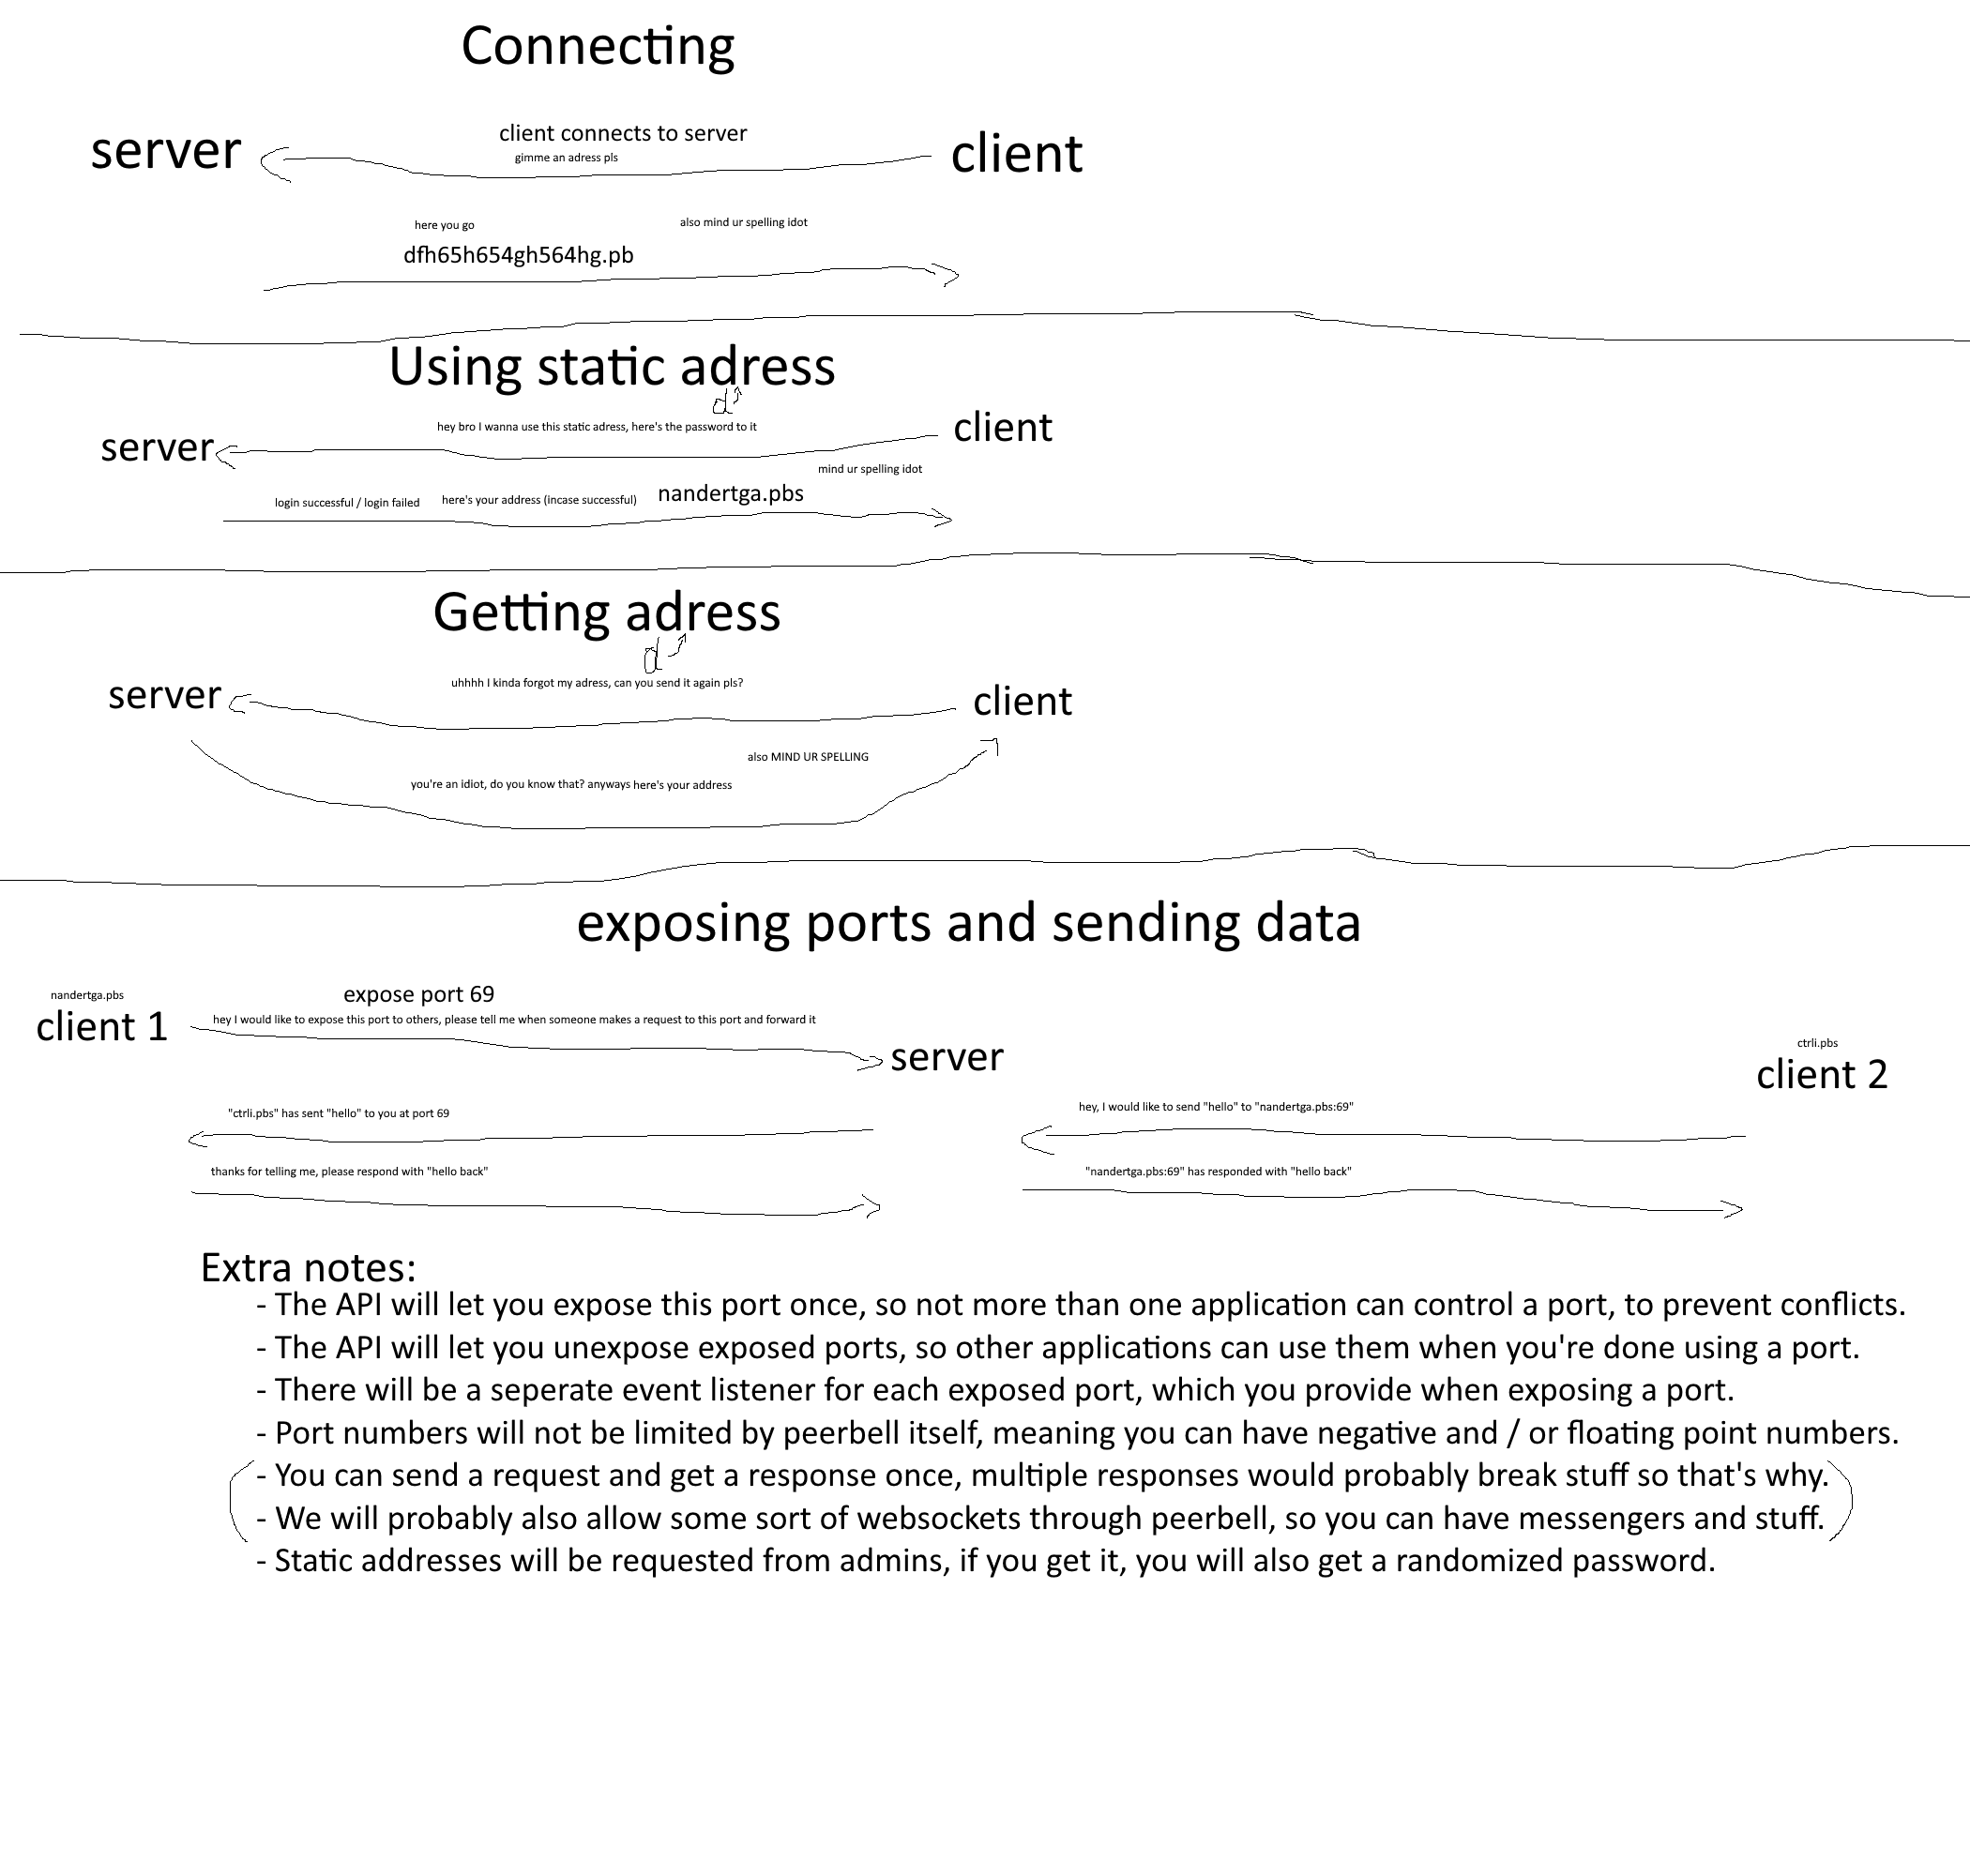 Connecting
server
client connects to server
gimme an adress pls
client
here you go
also mind ur spelling idot
dfh65h654gh564hg.pb
Using static adress
d
hey bro I wanna use this static adress, here's the password to it
client
server
mind ur spelling idot
login successful / login failed
here's your address (incase successful)
nandertga.pbs
Getting adress
d
uhhhh I kinda forgot my adress, can you send it again pls?
server
client
also MIND UR SPELLING
you're an idiot, do you know that? anyways here's your address
exposing ports and sending data
nandertga.pbs
client 1
expose port 69
hey I would like to expose this port to others, please tell me when someone makes a request to this port and forward it
server
ctrli.pbs
client 2
"ctrli.pbs" has sent "hello" to you at port 69
hey, I would like to send "hello" to "nandertga.pbs:69"
thanks for telling me, please respond with "hello back"
"nandertga.pbs:69" has responded with "hello back"
Extra notes:
- The API will let you expose this port once, so not more than one application can control a port, to prevent conflicts.
- The API will let you unexpose exposed ports, so other applications can use them when you're done using a port.
- There will be a seperate event listener for each exposed port, which you provide when exposing a port.
- Port numbers will not be limited by peerbell itself, meaning you can have negative and / or floating point numbers.
- You can send a request and get a response once, multiple responses would probably break stuff so that's why.
- We will probably also allow some sort of websockets through peerbell, so you can have messengers and stuff.
- Static addresses will be requested from admins, if you get it, you will also get a randomized password.